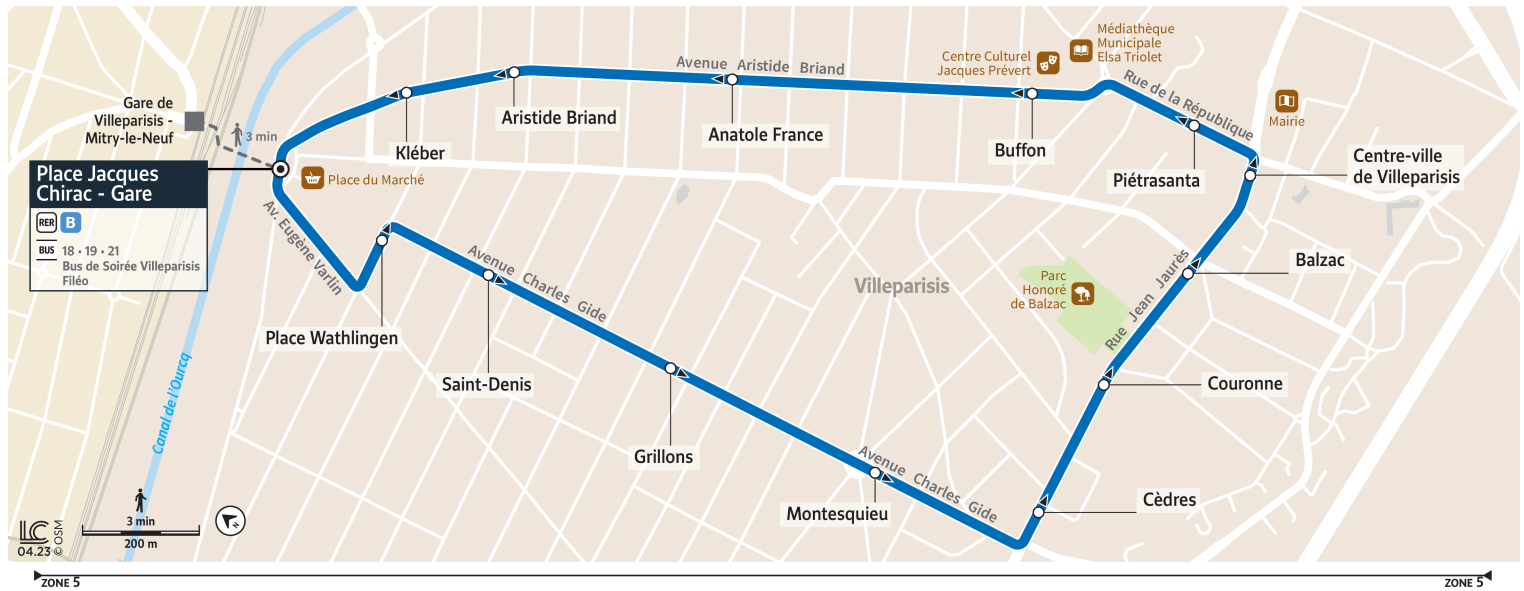 Médiathèque
Municipale
Elsa Triolet
Centre Culturel
Jacques Prévert
Avenue Aristide Briand
Rue de la République
Mairie
Gare de
Villeparisis -
Mitry-le-Neuf
3 min
Aristide Briand
Anatole France
Kléber
Buffon
Piétrasanta
Centre-ville
de Villeparisis
Place Jacques
Chirac - Gare
RER B
BUS 18 • 19 • 21
Bus de Soirée Villeparisis
Filéo
Place du Marché
Av. Eugène Varlin
Avenue Charles Gide
Villeparisis
Parc
Honoré
de Balzac
Rue Jean Jaurès
Balzac
Place Wathlingen
Saint-Denis
Couronne
Canal de l'Ourcq
Grillons
Avenue Charles Gide
Montesquieu
Cèdres
3 min
200 m
N
LC
04.23 © OSM
ZONE 5
ZONE 5